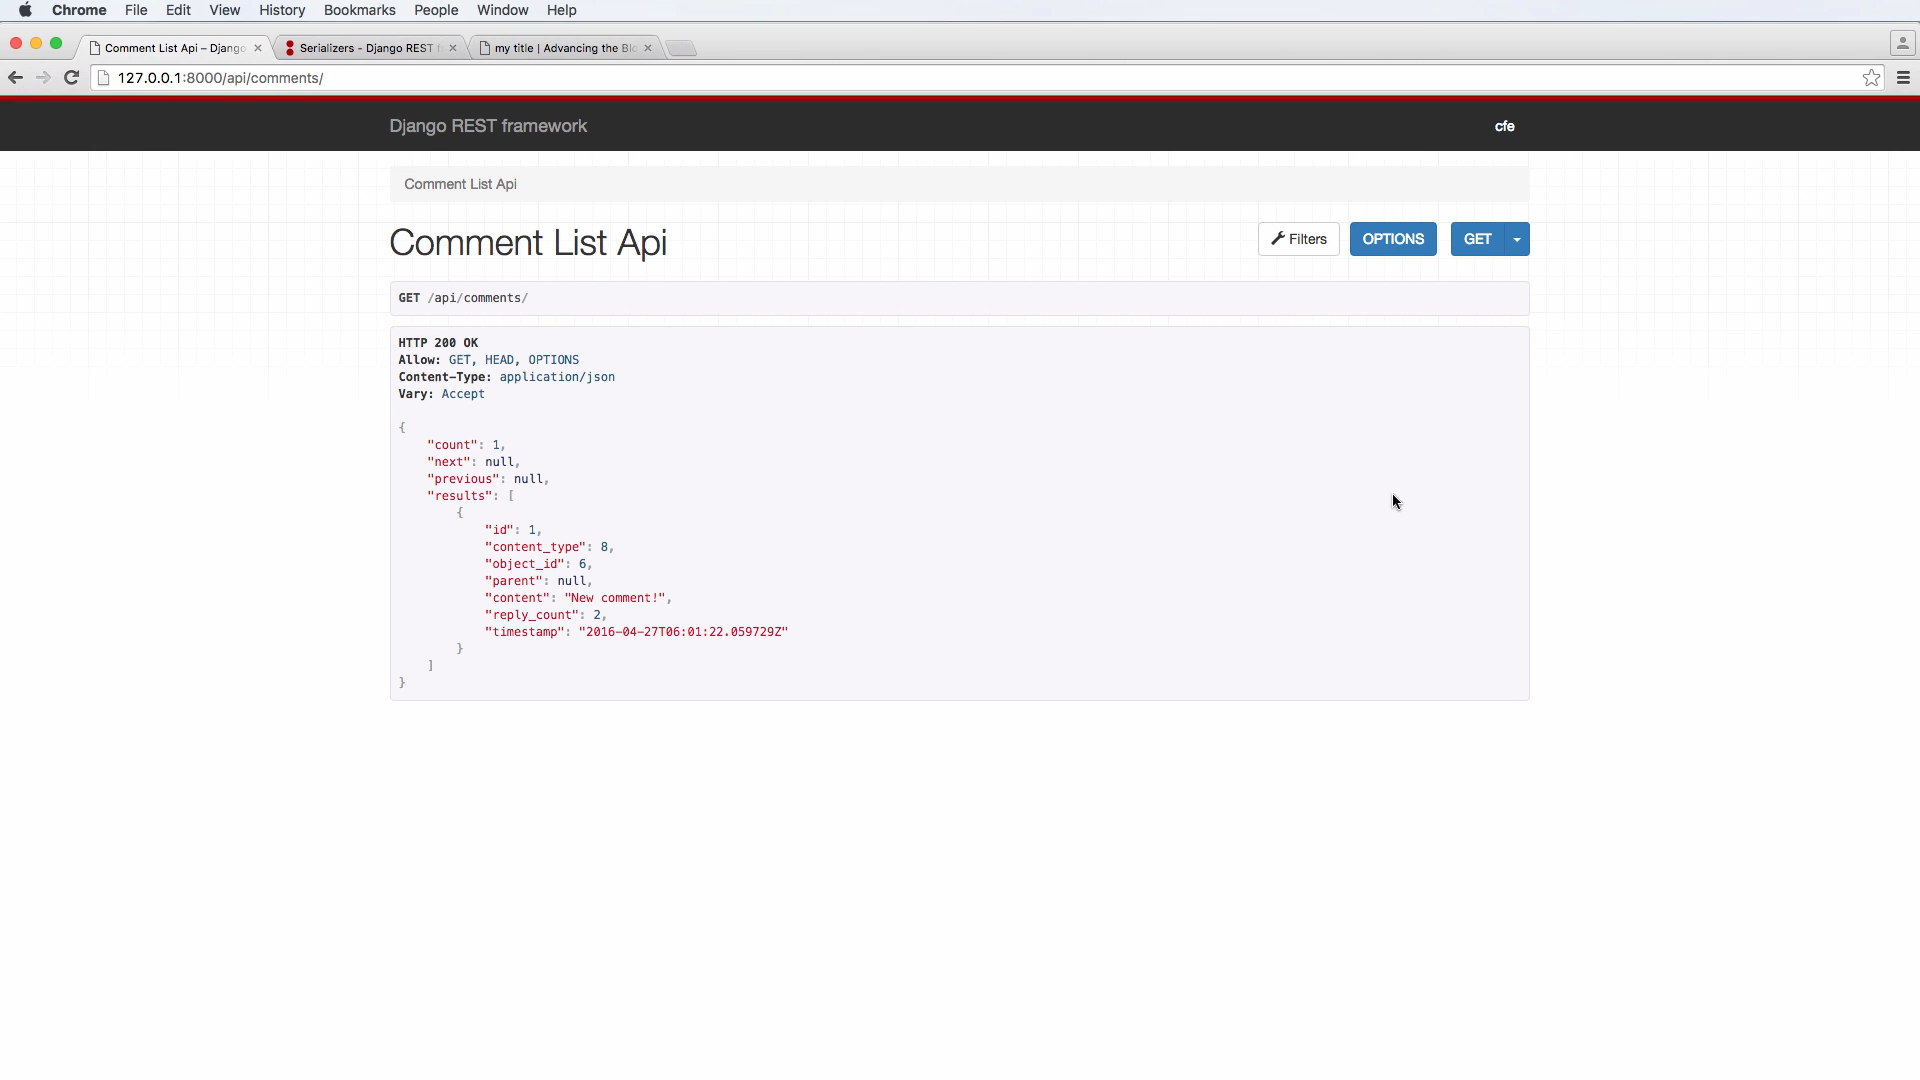 Chrome File Edit View History Bookmarks People Window Help
Comment List Api – Django Serializers - Django REST f my title | Advancing the Blo
127.0.0.1:8000/api/comments/
Django REST framework cfe
Comment List Api
Comment List Api Filters OPTIONS GET
GET /api/comments/
HTTP 200 OK
Allow: GET, HEAD, OPTIONS
Content-Type: application/json
Vary: Accept
{
"count": 1,
"next": null,
"previous": null,
"results": [
{
"id": 1,
"content_type": 8,
"object_id": 6,
"parent": null,
"content": "New comment!",
"reply_count": 2,
"timestamp": "2016-04-27T06:01:22.059729Z"
}
]
}